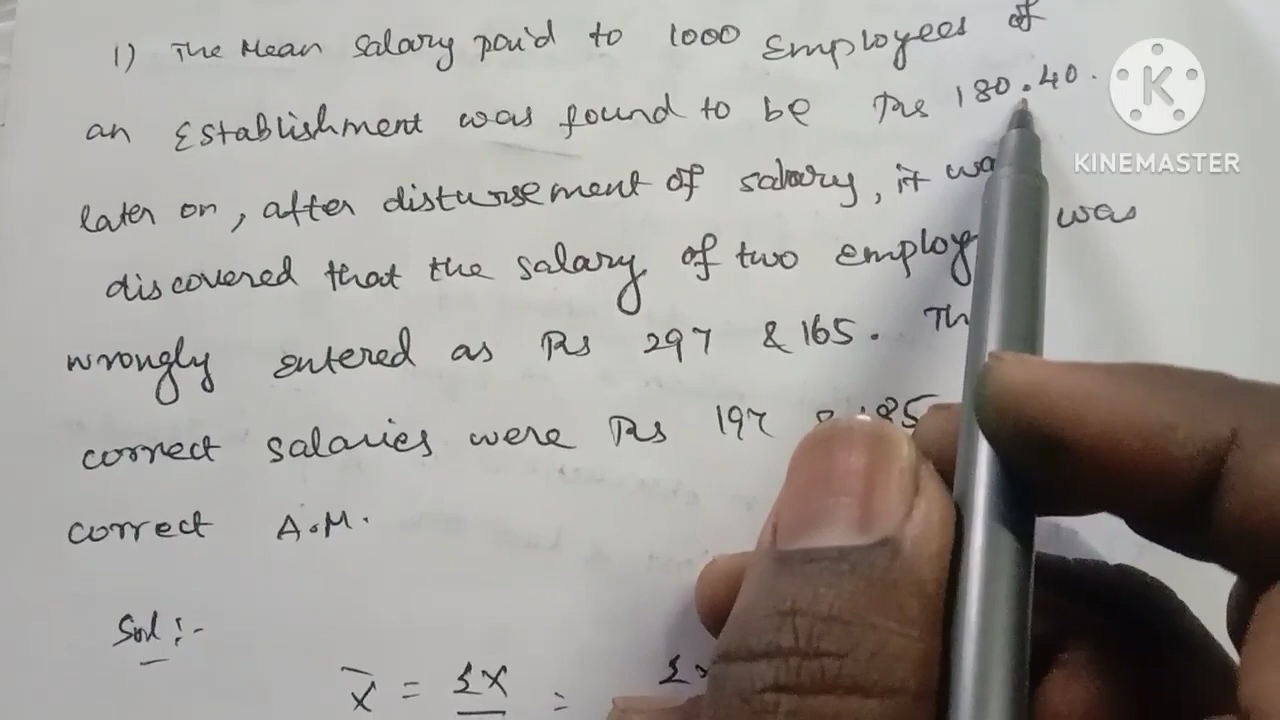 1) The Mean salary paid to 1000 Employees of
an Establishment was found to be Rs 180.40.
later on, after distursement of salary, it wa
discovered that the salary of two employ was
wrongly entered as Rs 297 & 165. Th
correct salaries were Rs 197 & 185
correct A.M.
Sol :-
X̄ = ΣX =
K
KINEMASTER